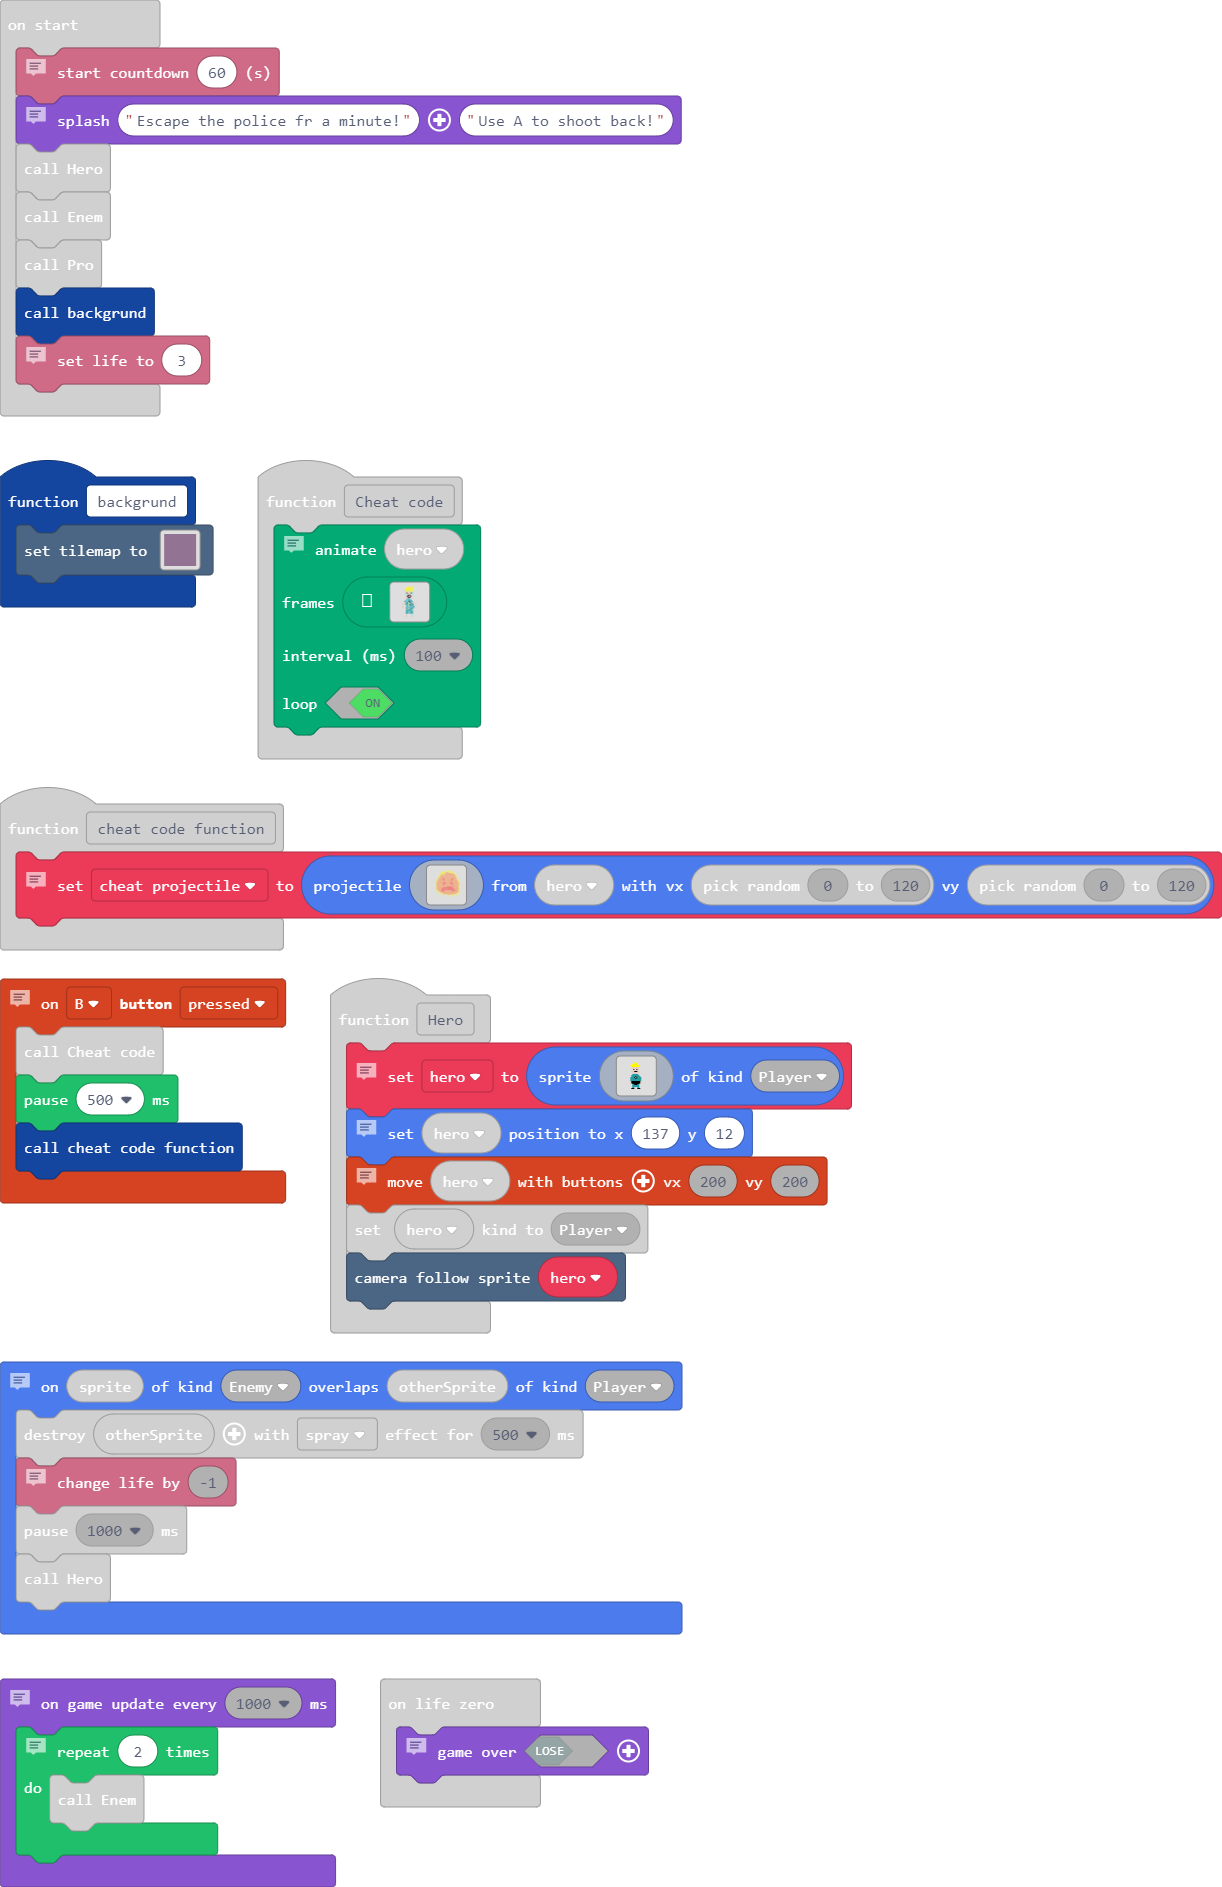 on start
start countdown 60 (s)
splash "Escape the police fr a minute!" "Use A to shoot back!"
call Hero
call Enem
call Pro
call backgrund
set life to 3
function backgrund
set tilemap to
function Cheat code
animate hero
frames
interval (ms) 100
loop ON
function cheat code function
set cheat projectile to projectile from hero with vx pick random 0 to 120 vy pick random 0 to 120
on B button pressed
call Cheat code
pause 500 ms
call cheat code function
function Hero
set hero to sprite of kind Player
set hero position to x 137 y 12
move hero with buttons vx 200 vy 200
set hero kind to Player
camera follow sprite hero
on sprite of kind Enemy overlaps otherSprite of kind Player
destroy otherSprite with spray effect for 500 ms
change life by -1
pause 1000 ms
call Hero
on game update every 1000 ms
repeat 2 times
do
call Enem
on life zero
game over LOSE